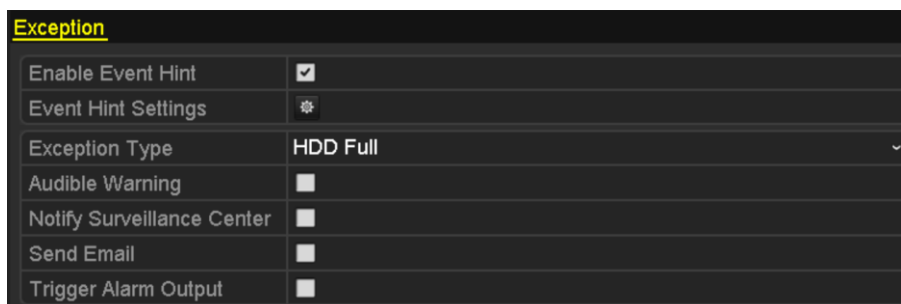 Exception
Enable Event Hint
Event Hint Settings
Exception Type HDD Full
Audible Warning
Notify Surveillance Center
Send Email
Trigger Alarm Output